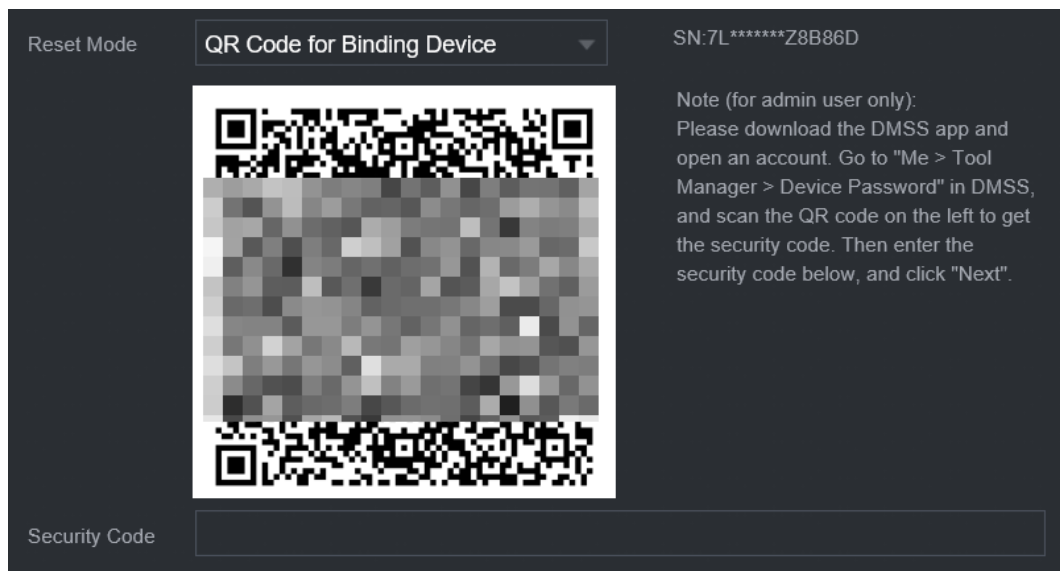 Reset Mode
QR Code for Binding Device
SN:7L*******Z8B86D
Note (for admin user only):
Please download the DMSS app and
open an account. Go to "Me > Tool
Manager > Device Password" in DMSS,
and scan the QR code on the left to get
the security code. Then enter the
security code below, and click "Next".
Security Code